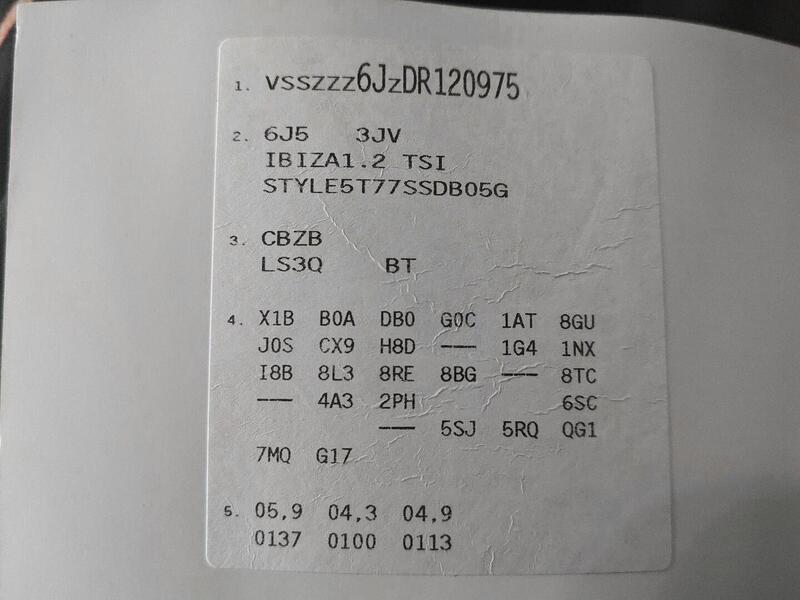 1. VSSZZZ6JZDR120975
2. 6J5 3JV
IBIZA1.2 TSI
STYLE5T77SSDB05G
3. CBZB
LS3Q BT
4. X1B B0A DB0 G0C 1AT 8GU
J0S CX9 H8D --- 1G4 1NX
I8B 8L3 8RE 8BG --- 8TC
--- 4A3 2PH 6SC
--- 5SJ 5RQ QG1
7MQ G17
5. 05,9 04,3 04,9
0137 0100 0113